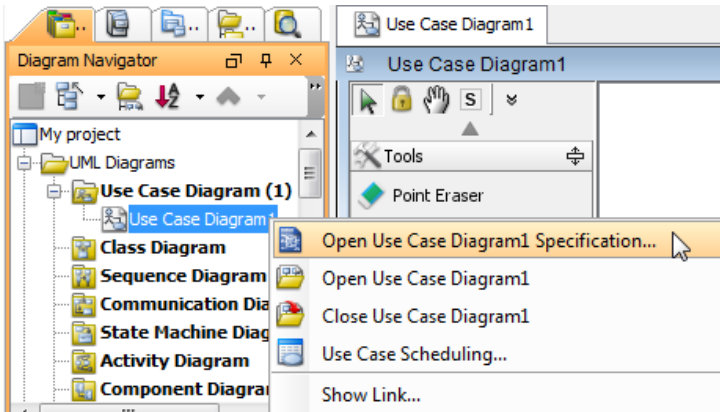 Use Case Diagram1
Diagram Navigator
Use Case Diagram1
S
My project
Tools
UML Diagrams
Use Case Diagram (1)
Point Eraser
Use Case Diagram1
Class Diagram
Open Use Case Diagram1 Specification...
Sequence Diagram
Open Use Case Diagram1
Communication Dia
Close Use Case Diagram1
State Machine Diag
Use Case Scheduling...
Activity Diagram
Component Diagra
Show Link...